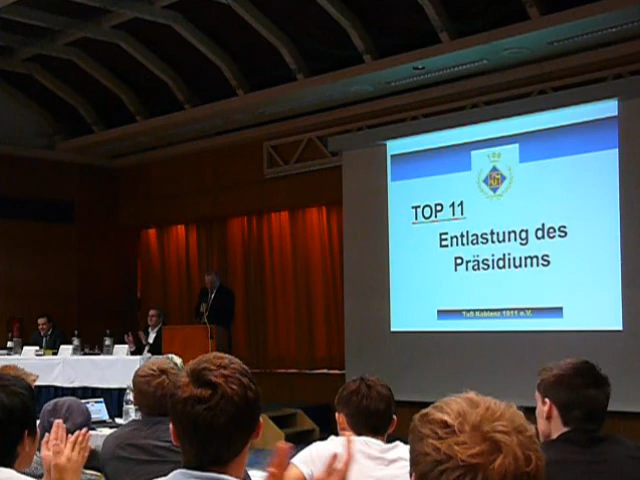 TOP 11
Entlastung des
Präsidiums
TuS Koblenz 1911 e.V.